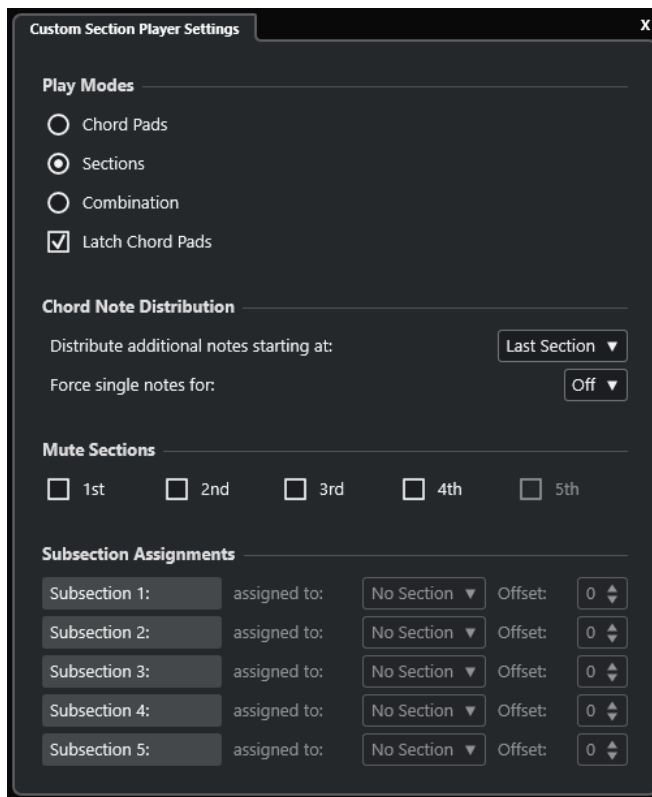 Custom Section Player Settings X
Play Modes
Chord Pads
Sections
Combination
Latch Chord Pads
Chord Note Distribution
Distribute additional notes starting at: Last Section ▼
Force single notes for: Off ▼
Mute Sections
1st 2nd 3rd 4th 5th
Subsection Assignments
Subsection 1: assigned to: No Section ▼ Offset: 0
Subsection 2: assigned to: No Section ▼ Offset: 0
Subsection 3: assigned to: No Section ▼ Offset: 0
Subsection 4: assigned to: No Section ▼ Offset: 0
Subsection 5: assigned to: No Section ▼ Offset: 0